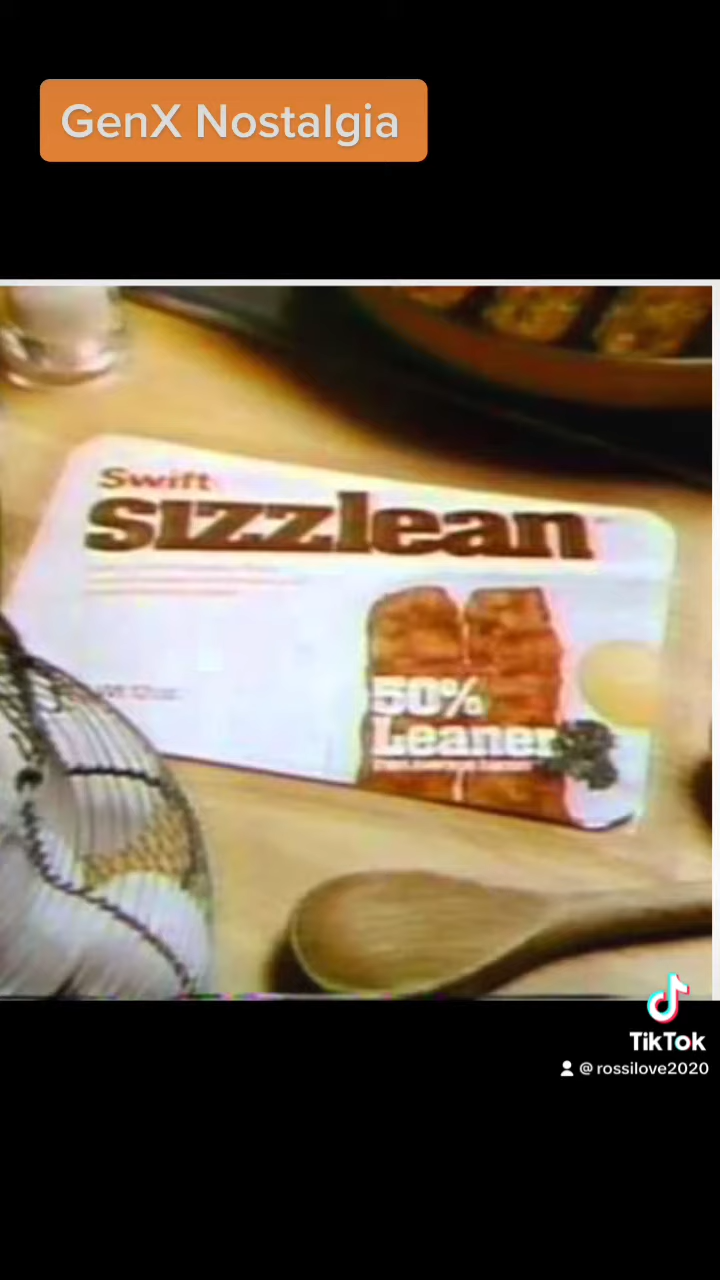 GenX Nostalgia
Swift
sizzlean
50%
Leaner
TikTok
@rossilove2020